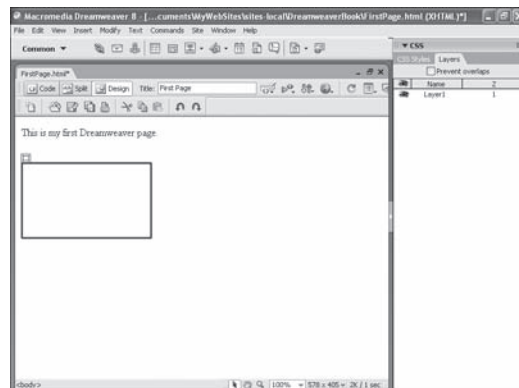 Macromedia Dreamweaver 8 - [...cuments\MyWebSites\sites-local\DreamweaverBook\FirstPage.html (XHTML)*]
File Edit View Insert Modify Text Commands Site Window Help
Common
CSS
CSS Styles Layers
Prevent overlaps
Name Z
Layer1 1
FirstPage.html*
Code Split Design Title: First Page
This is my first Dreamweaver page.
<body>
100% 578 x 405 2K / 1 sec